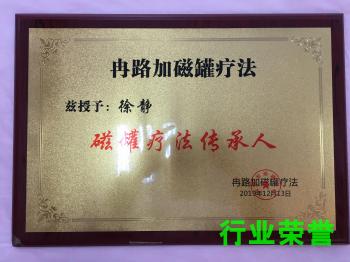 冉路加磁罐疗法
兹授予：徐静
磁罐疗法传承人
冉路加磁罐疗法
2019年12月13日
行业荣誉